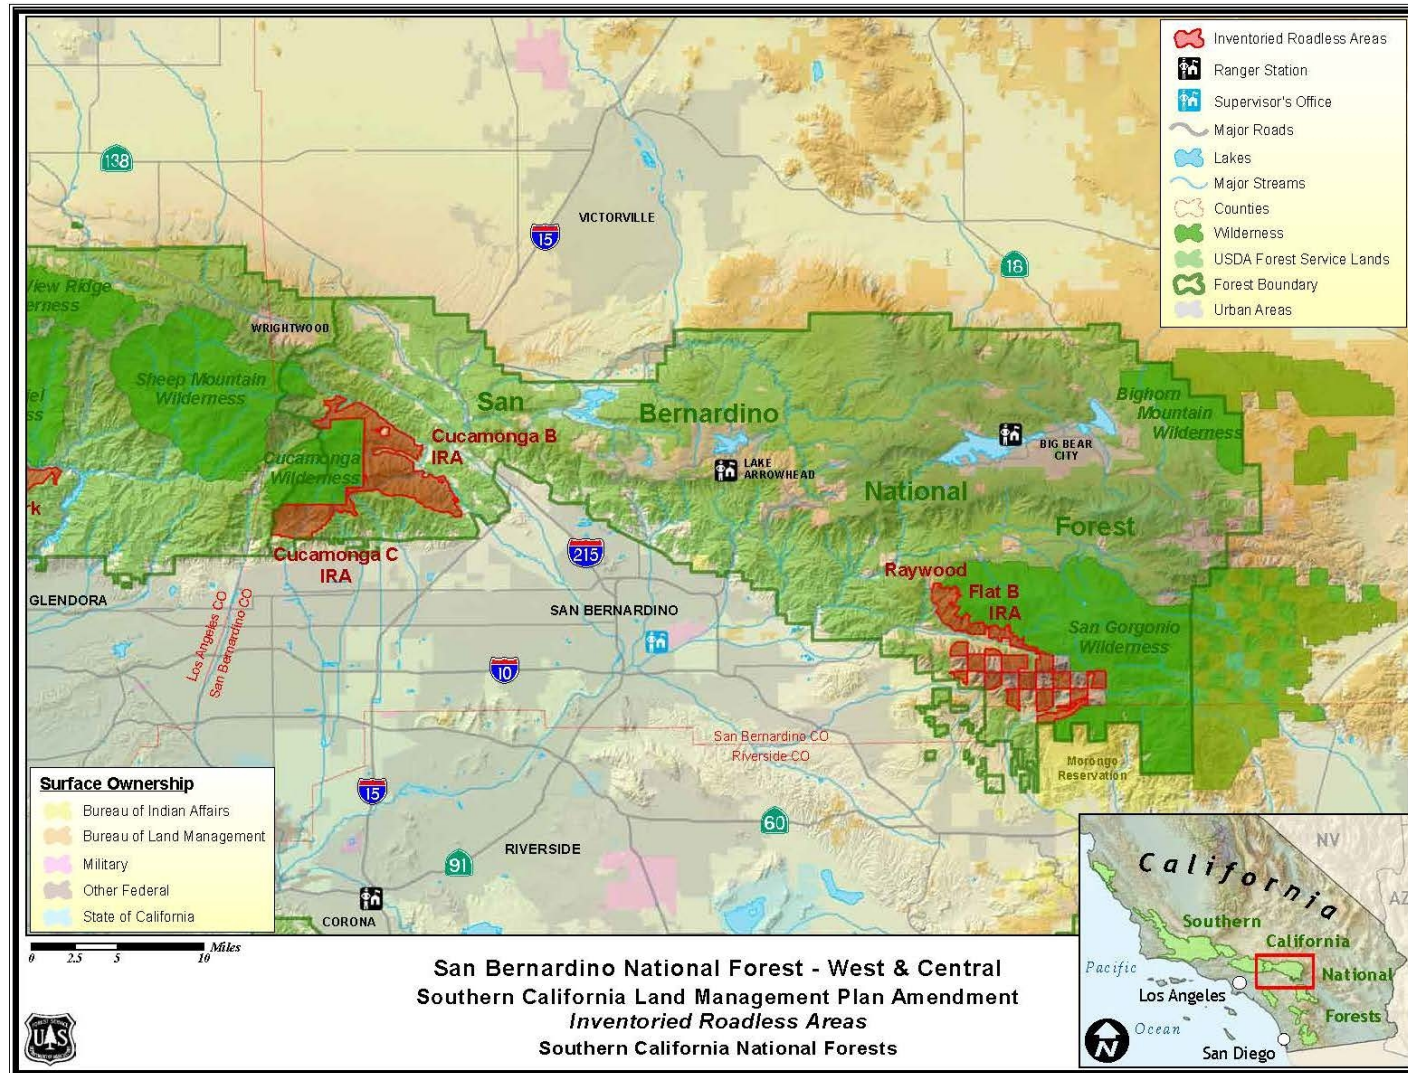 Inventoried Roadless Areas
Ranger Station
Supervisor's Office
Major Roads
Lakes
Major Streams
Counties
Wilderness
USDA Forest Service Lands
Forest Boundary
Urban Areas
138
15
VICTORVILLE
18
View Ridge
erness
WRIGHTWOOD
Sheep Mountain
Wilderness
San
Bernardino
National
Forest
Bighorn
Mountain
Wilderness
Cucamonga B
IRA
Cucamonga
Wilderness
LAKE
ARROWHEAD
BIG BEAR
CITY
rk
Cucamonga C
IRA
215
Raywood
Flat B
IRA
GLENDORA
SAN BERNARDINO
San Gorgonio
Wilderness
Los Angeles CO
San Bernardino CO
10
San Bernardino CO
Riverside CO
Morongo
Reservation
15
60
91
RIVERSIDE
CORONA
Surface Ownership
Bureau of Indian Affairs
Bureau of Land Management
Military
Other Federal
State of California
0 2.5 5 10 Miles
San Bernardino National Forest - West & Central
Southern California Land Management Plan Amendment
Inventoried Roadless Areas
Southern California National Forests
California
NV
AZ
Southern
California
National
Forests
Pacific
Ocean
Los Angeles
San Diego
N
FOREST SERVICE
US
DEPARTMENT OF AGRICULTURE